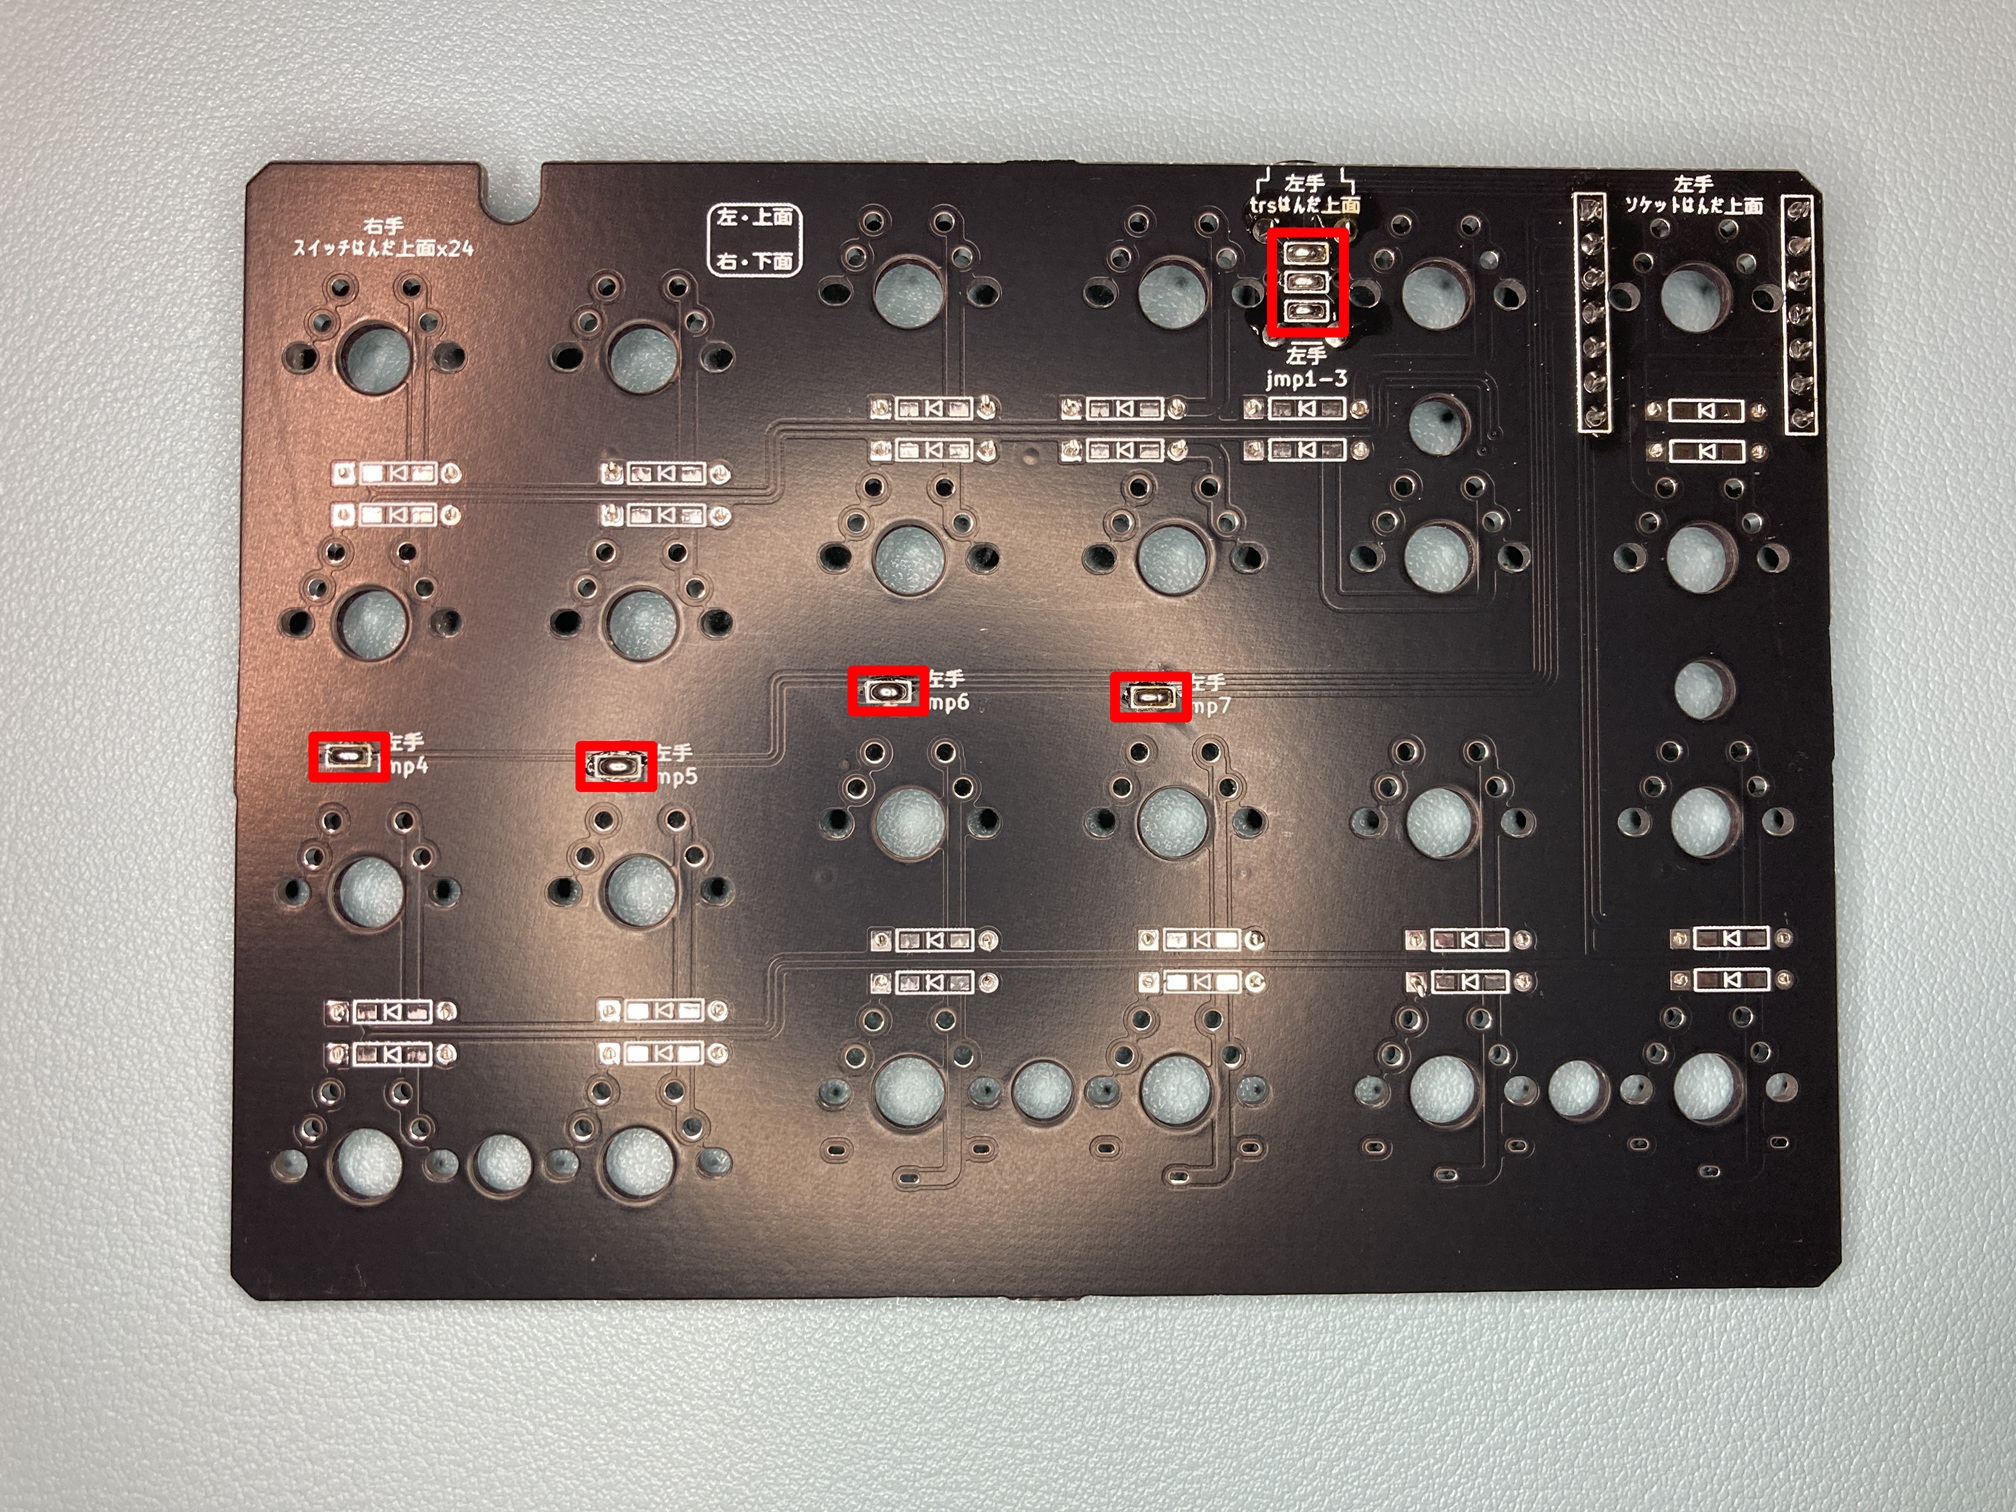 左手
trsはんだ上面
左手
ソケットはんだ上面
左・上面
右・下面
右手
スイッチはんだ上面x24
左手
jmp1-3
左手
mp6
左手
mp7
左手
mp4
左手
mp5